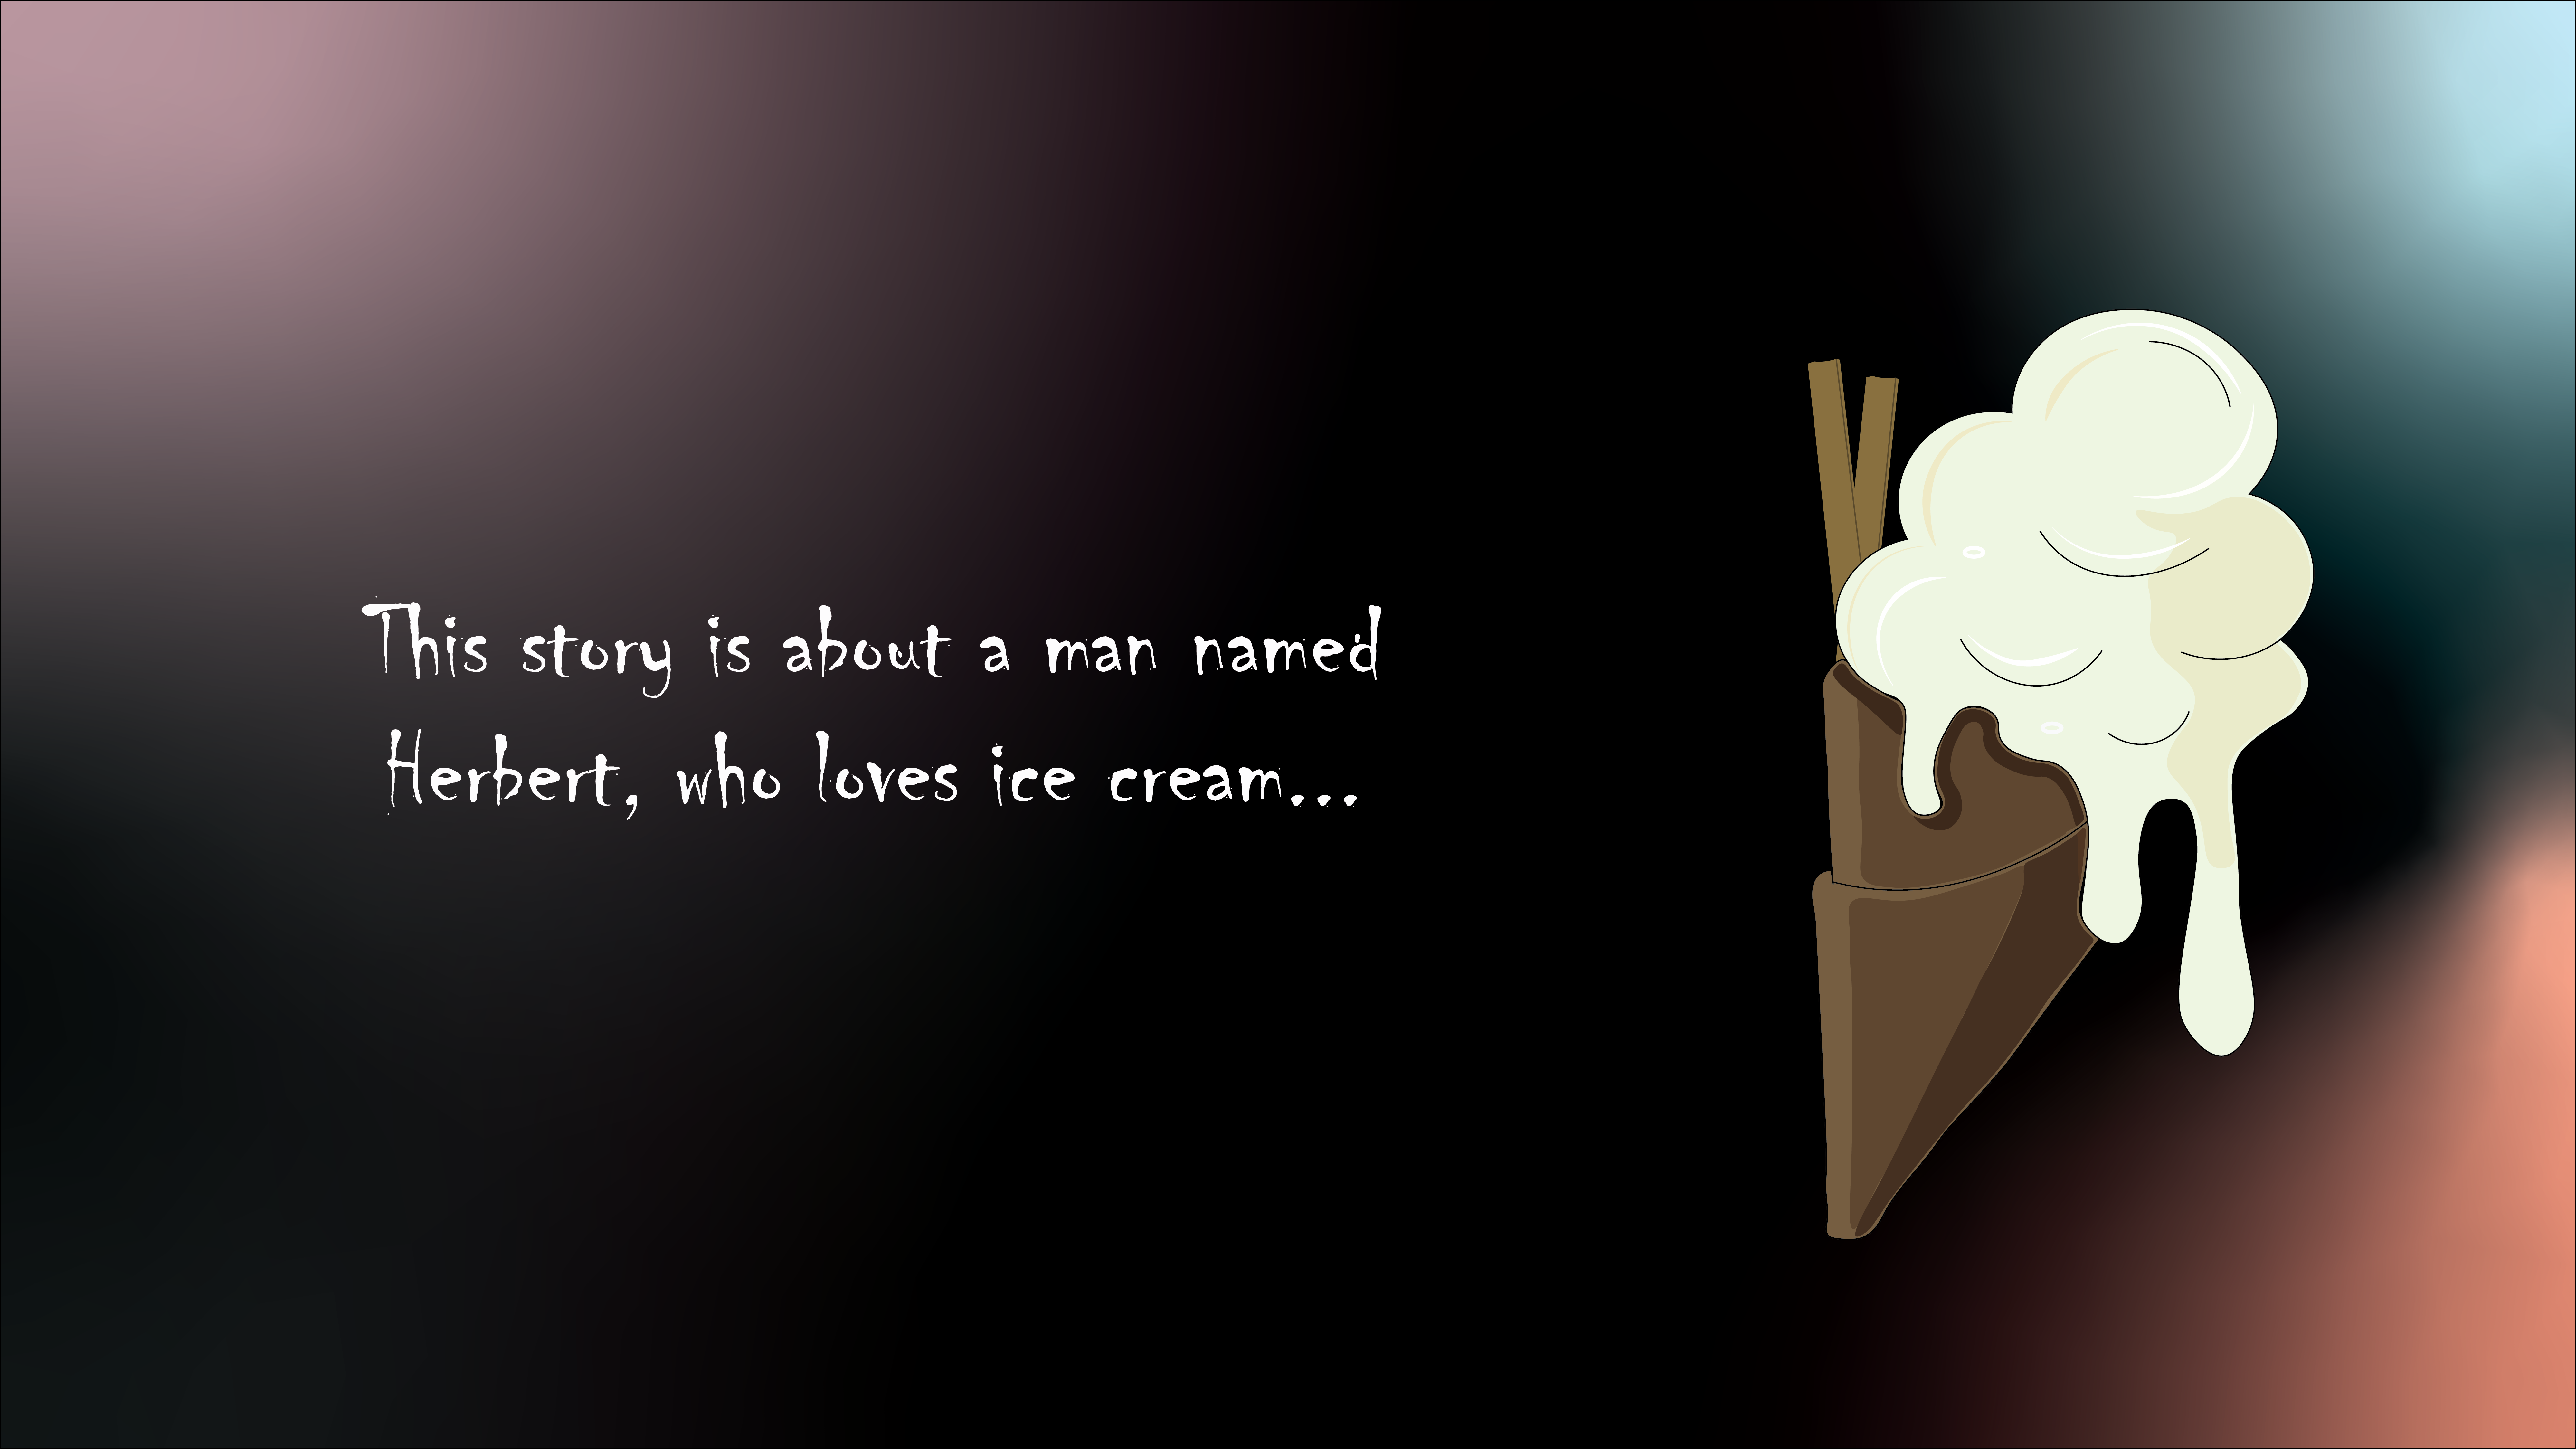 This story is about a man named
Herbert, who loves ice cream...